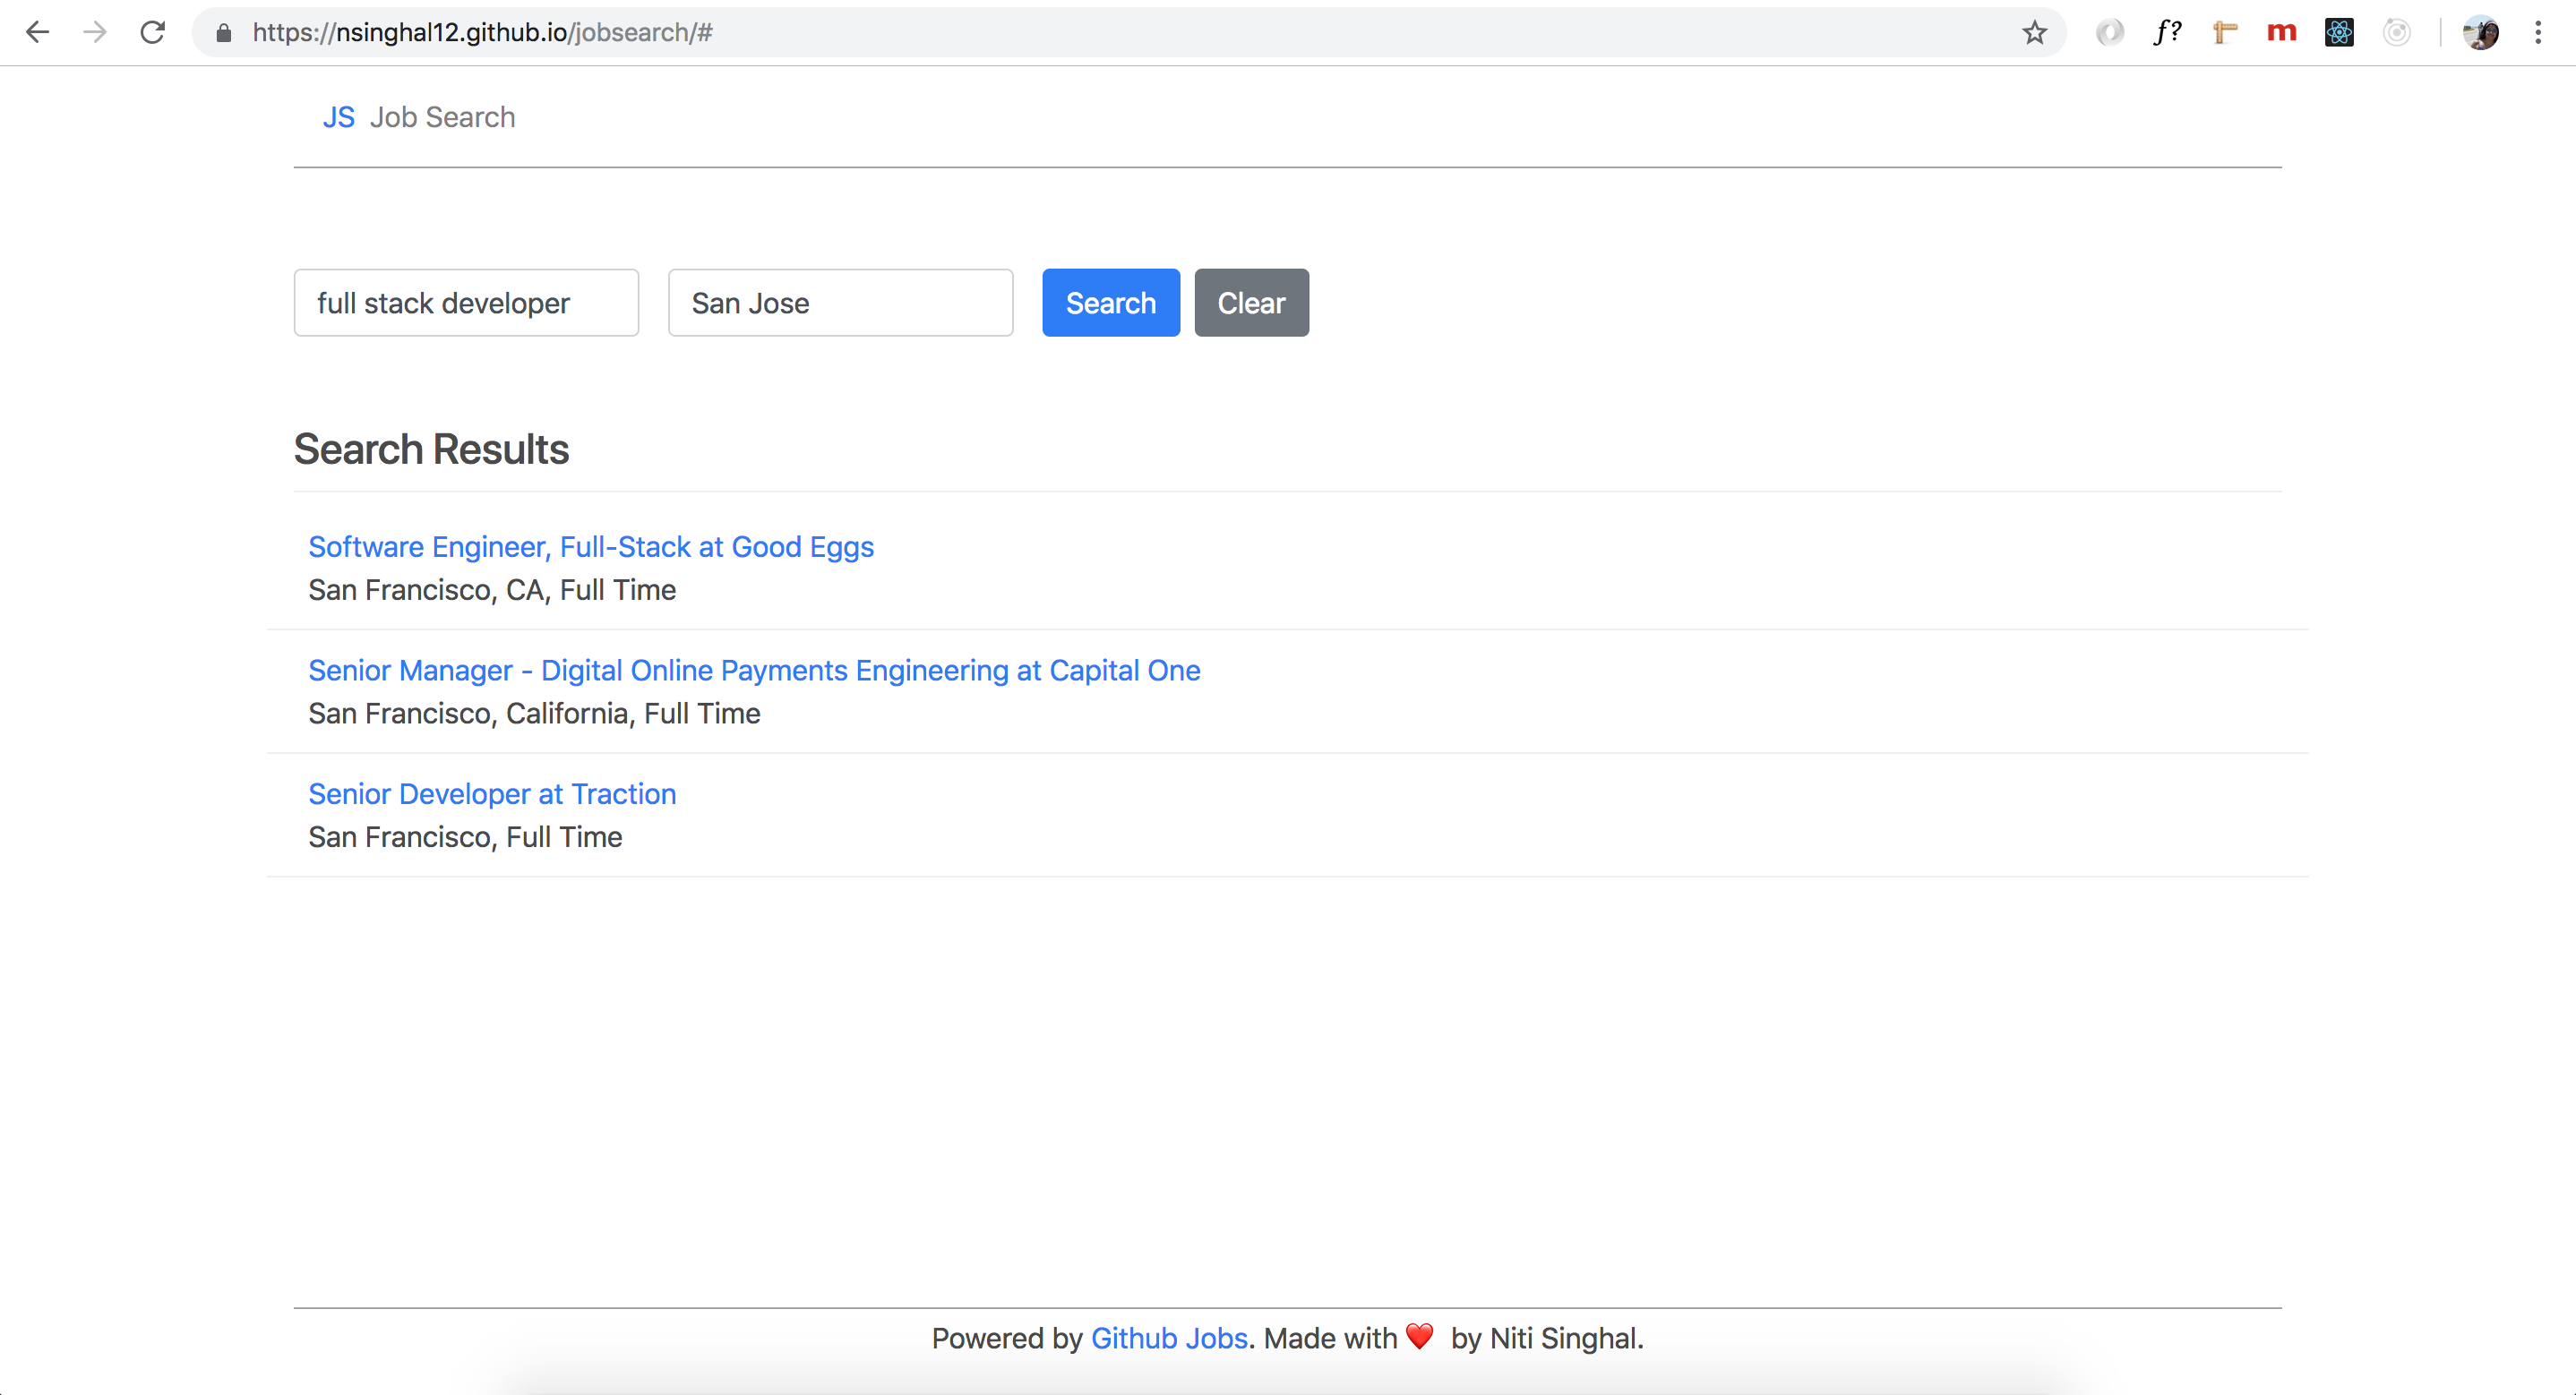 https://nsinghal12.github.io/jobsearch/#
f?
m
JS Job Search
full stack developer
San Jose
Search
Clear
Search Results
Software Engineer, Full-Stack at Good Eggs
San Francisco, CA, Full Time
Senior Manager - Digital Online Payments Engineering at Capital One
San Francisco, California, Full Time
Senior Developer at Traction
San Francisco, Full Time
Powered by Github Jobs. Made with ❤️ by Niti Singhal.